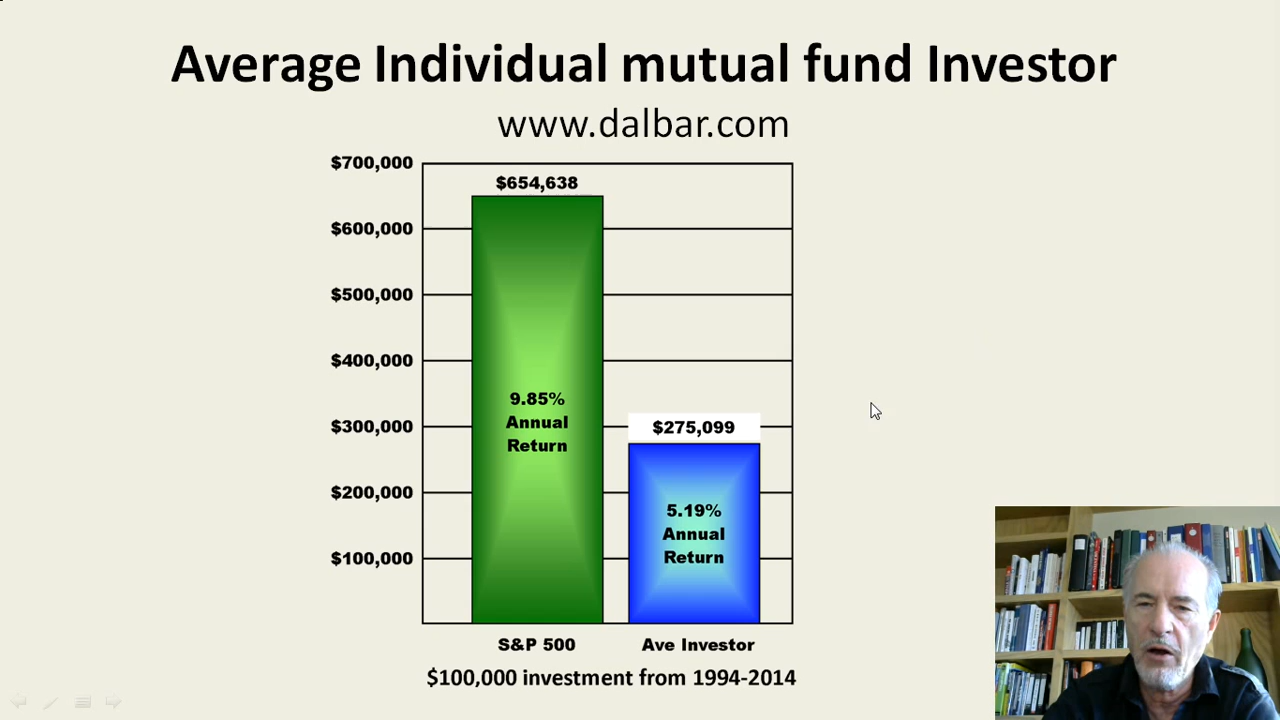 Average Individual mutual fund Investor
www.dalbar.com
$700,000
$654,638
$600,000
$500,000
$400,000
9.85%
Annual
Return
$300,000
$275,099
$200,000
5.19%
Annual
Return
$100,000
S&P 500
Ave Investor
$100,000 investment from 1994-2014